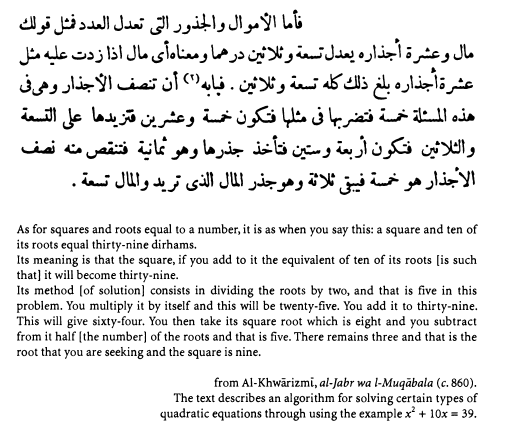 فأما الأموال والجذور التى تعدل العدد فمثل قولك
مال وعشرة أجذاره يعدل تسعة وثلاثين درهما ومعناه أى مال اذا زدت عليه مثل
عشرة أجذاره بلغ ذلك كله تسعة وثلاثين . فبابه(٢) أن تنصف الأجذار وهى فى
هذه المسئلة خمسة فتضربها فى مثلها فتكون خمسة وعشرين فتزيدها على التسعة
والثلاثين فتكون أربعة وستين فتأخذ جذرها وهو ثمانية فتنقص منه نصف
الأجذار هو خمسة فيبقى ثلاثة وهو جذر المال الذى تريد والمال تسعة .
As for squares and roots equal to a number, it is as when you say this: a square and ten of
its roots equal thirty-nine dirhams.
Its meaning is that the square, if you add to it the equivalent of ten of its roots [is such
that] it will become thirty-nine.
Its method [of solution] consists in dividing the roots by two, and that is five in this
problem. You multiply it by itself and this will be twenty-five. You add it to thirty-nine.
This will give sixty-four. You then take its square root which is eight and you subtract
from it half [the number] of the roots and that is five. There remains three and that is the
root that you are seeking and the square is nine.
from Al-Khwārizmī, al-Jabr wa l-Muqābala (c. 860).
The text describes an algorithm for solving certain types of
quadratic equations through using the example x² + 10x = 39.